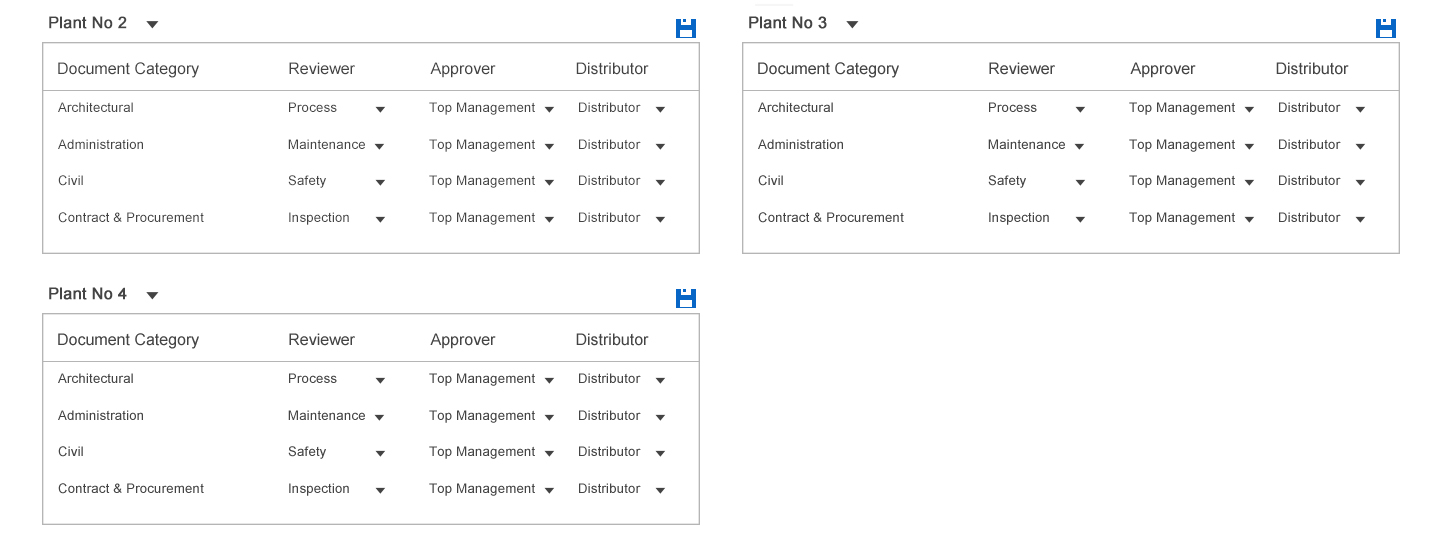 Plant No 2
Document Category Reviewer Approver Distributor
Architectural Process Top Management Distributor
Administration Maintenance Top Management Distributor
Civil Safety Top Management Distributor
Contract & Procurement Inspection Top Management Distributor
Plant No 3
Document Category Reviewer Approver Distributor
Architectural Process Top Management Distributor
Administration Maintenance Top Management Distributor
Civil Safety Top Management Distributor
Contract & Procurement Inspection Top Management Distributor
Plant No 4
Document Category Reviewer Approver Distributor
Architectural Process Top Management Distributor
Administration Maintenance Top Management Distributor
Civil Safety Top Management Distributor
Contract & Procurement Inspection Top Management Distributor